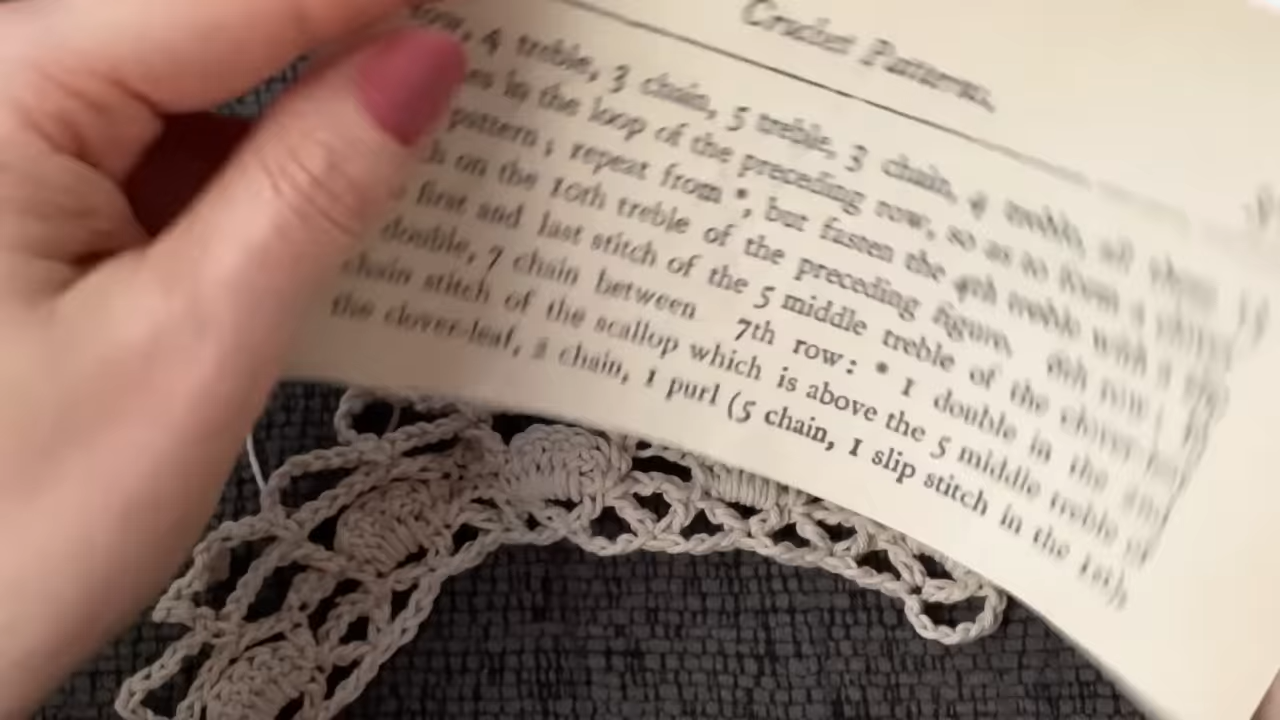 Crochet Patterns.
row, 4 treble, 3 chain, 5 treble, 3 chain, 4 treble, all
in the loop of the preceding row, so as to form a
pattern; repeat from *, but fasten the 4th treble with a
on the 10th treble of the preceding figure. 6th row:
first and last stitch of the 5 middle treble of the clover-
double, 7 chain between 7th row: * 1 double in the
chain stitch of the scallop which is above the 5 middle treble of
the clover-leaf, 2 chain, 1 purl (5 chain, 1 slip stitch in the 1st),